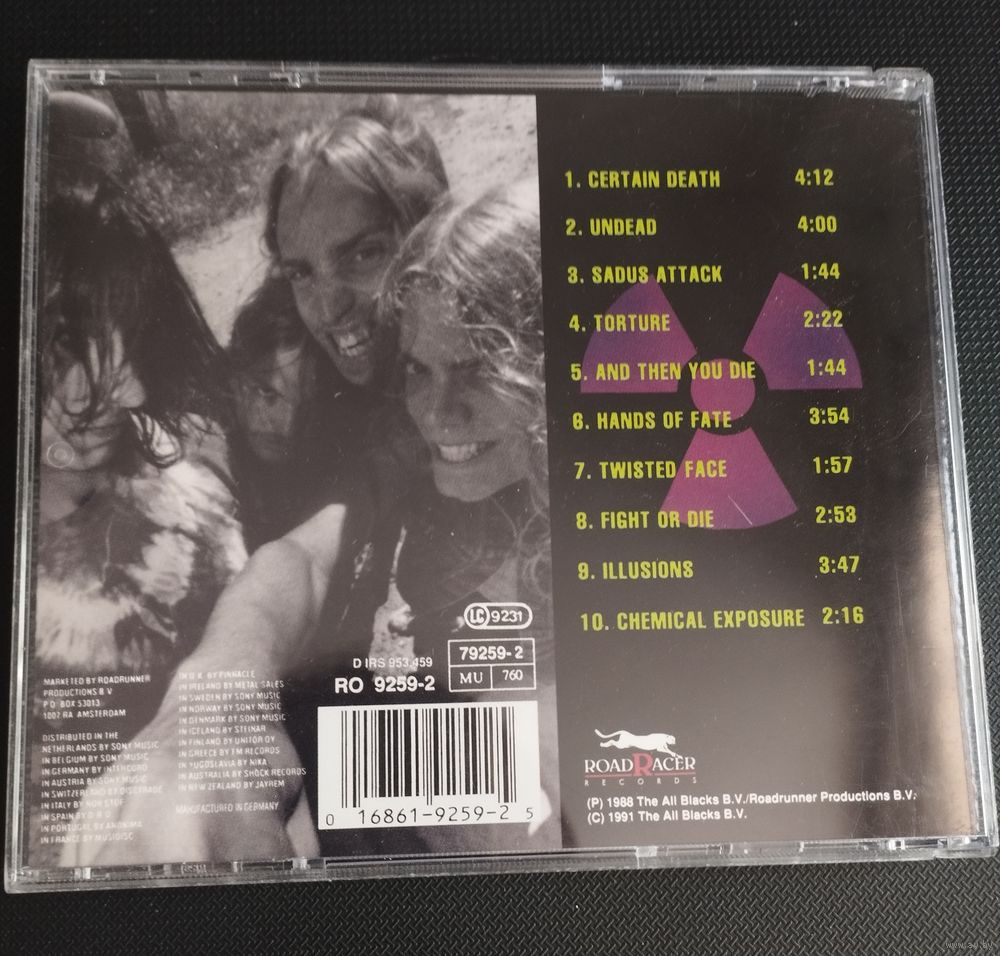 1. CERTAIN DEATH 4:12
2. UNDEAD 4:00
3. SADUS ATTACK 1:44
4. TORTURE 2:22
5. AND THEN YOU DIE 1:44
6. HANDS OF FATE 3:54
7. TWISTED FACE 1:57
8. FIGHT OR DIE 2:53
9. ILLUSIONS 3:47
10. CHEMICAL EXPOSURE 2:16
LC 9231
D IRS 953.459
RO 9259-2
79259-2
MU 760
0 16861-9259-2 5
MARKETED BY ROADRUNNER
PRODUCTIONS B.V.
P.O. BOX 53013
1007 RA AMSTERDAM
DISTRIBUTED IN THE
NETHERLANDS BY SONY MUSIC
IN BELGIUM BY SONY MUSIC
IN GERMANY BY INTERCORD
IN AUSTRIA BY SONY MUSIC
IN SWITZERLAND BY DISCTRADE
IN ITALY BY NON STOP
IN SPAIN BY
IN PORTUGAL BY ANONIMA
IN FRANCE BY MUSIDISC
IN U.K. BY PINNACLE
IN IRELAND BY METAL SALES
IN SWEDEN BY SONY MUSIC
IN NORWAY BY SONY MUSIC
IN DENMARK BY SONY MUSIC
IN ICELAND BY STEINAR
IN FINLAND BY UNITOR OY
IN GREECE BY FM RECORDS
IN YUGOSLAVIA BY NIKA
IN AUSTRALIA BY SHOCK RECORDS
IN NEW ZEALAND BY JAYREM
MANUFACTURED IN GERMANY
ROADRACER
RECORDS
(P) 1988 The All Blacks B.V./Roadrunner Productions B.V.
(C) 1991 The All Blacks B.V.
www.ay.by